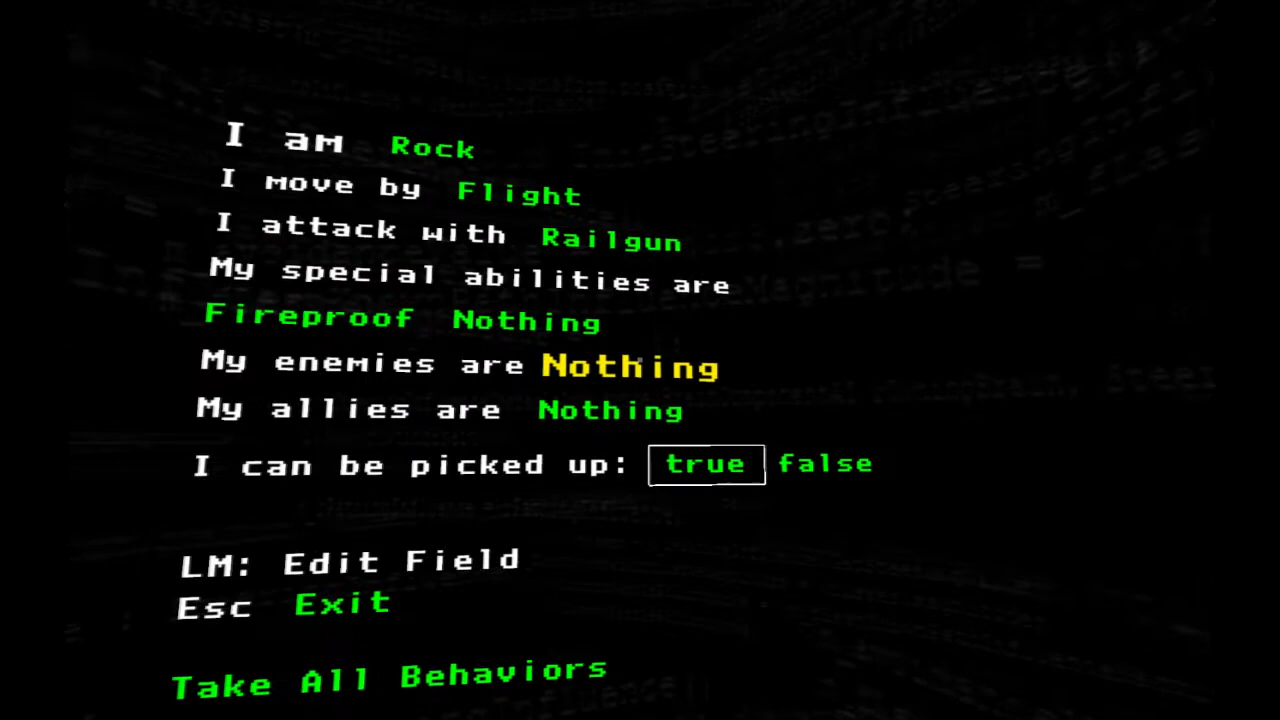 I am Rock
I move by Flight
I attack with Railgun
My special abilities are
Fireproof Nothing
My enemies are Nothing
My allies are Nothing
I can be picked up: true false
LM: Edit Field
Esc Exit
Take All Behaviors